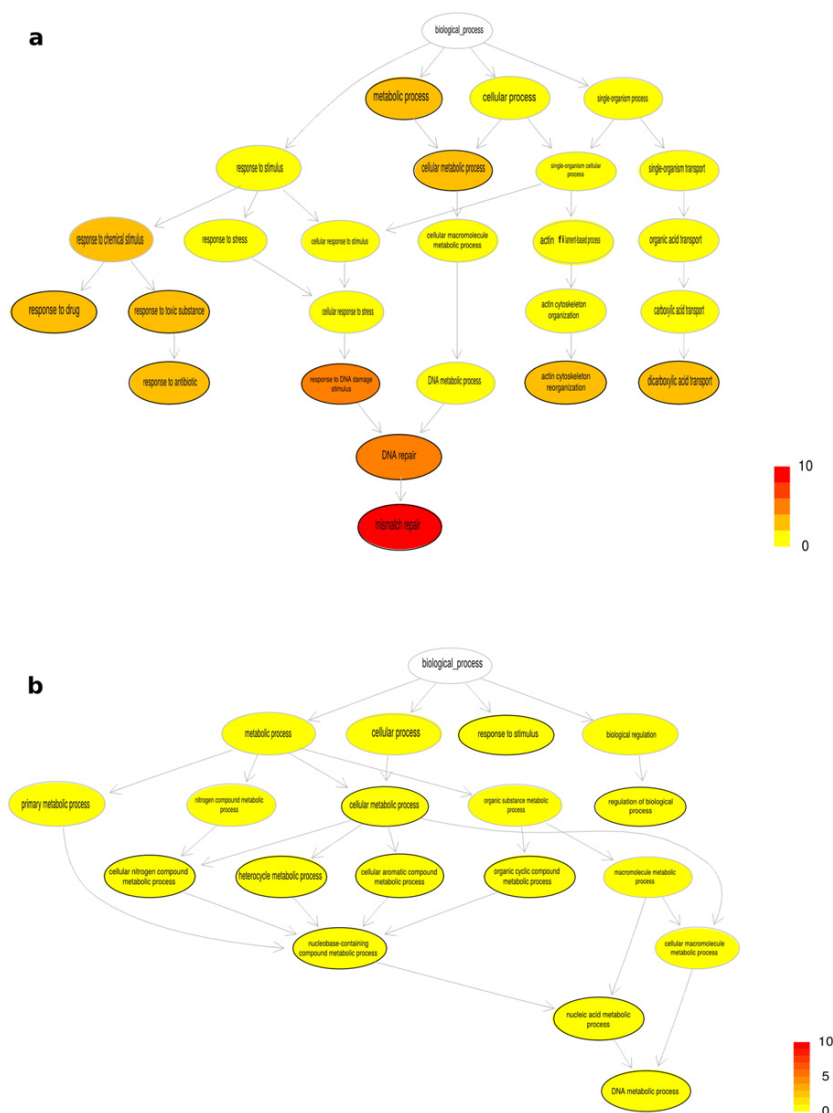 a
biological_process
metabolic process
cellular process
single-organism process
response to stimulus
cellular metabolic process
single-organism cellular
process
single-organism transport
response to chemical stimulus
response to stress
cellular response to stimulus
cellular macromolecule
metabolic process
actin filament-based process
organic acid transport
response to drug
response to toxic substance
cellular response to stress
actin cytoskeleton
organization
carboxylic acid transport
response to antibiotic
response to DNA damage
stimulus
DNA metabolic process
actin cytoskeleton
reorganization
dicarboxylic acid transport
DNA repair
mismatch repair
10
0
b
biological_process
metabolic process
cellular process
response to stimulus
biological regulation
primary metabolic process
nitrogen compound metabolic
process
cellular metabolic process
organic substance metabolic
process
regulation of biological
process
cellular nitrogen compound
metabolic process
heterocycle metabolic process
cellular aromatic compound
metabolic process
organic cyclic compound
metabolic process
macromolecule metabolic
process
nucleobase-containing
compound metabolic process
cellular macromolecule
metabolic process
nucleic acid metabolic
process
DNA metabolic process
10
5
0